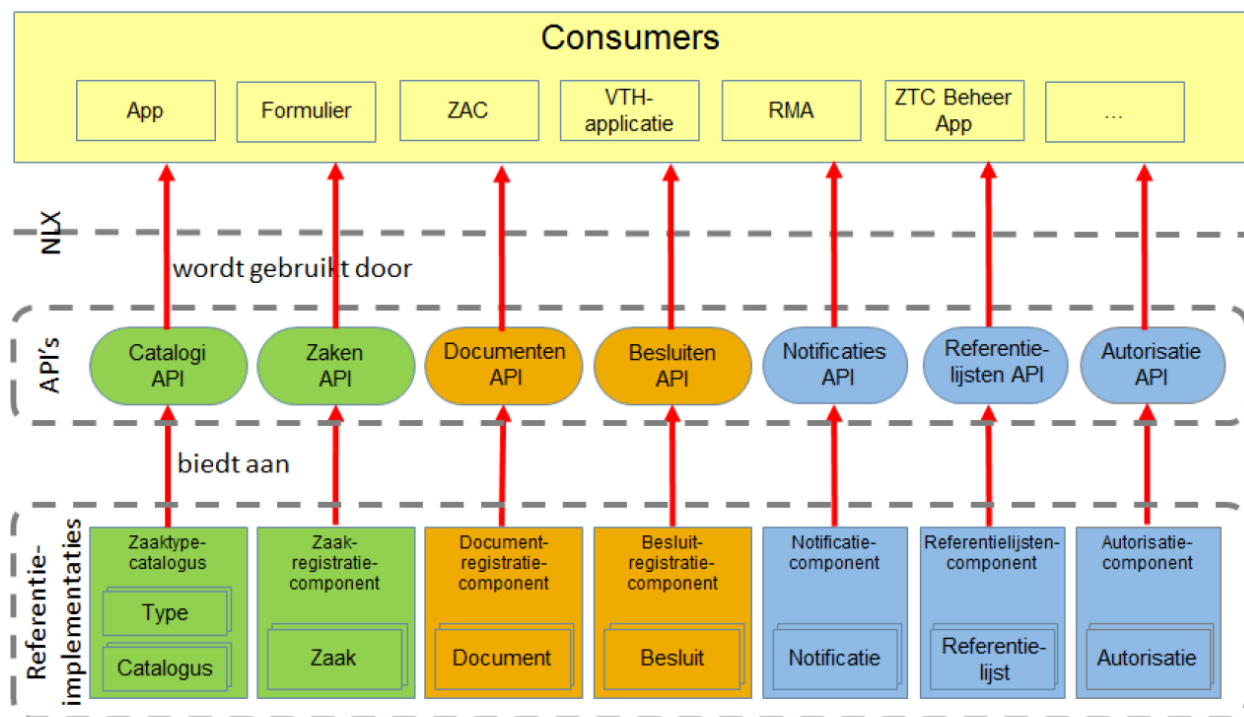 Consumers
App
Formulier
ZAC
VTH-
applicatie
RMA
ZTC Beheer
App
...
NLX
wordt gebruikt door
API's
Catalogi
API
Zaken
API
Documenten
API
Besluiten
API
Notificaties
API
Referentie-
lijsten API
Autorisatie
API
biedt aan
Referentie-
implementaties
Zaaktype-
catalogus
Type
Catalogus
Zaak-
registratie-
component
Zaak
Document-
registratie-
component
Document
Besluit-
registratie-
component
Besluit
Notificatie-
component
Notificatie
Referentielijsten-
component
Referentie-
lijst
Autorisatie-
component
Autorisatie